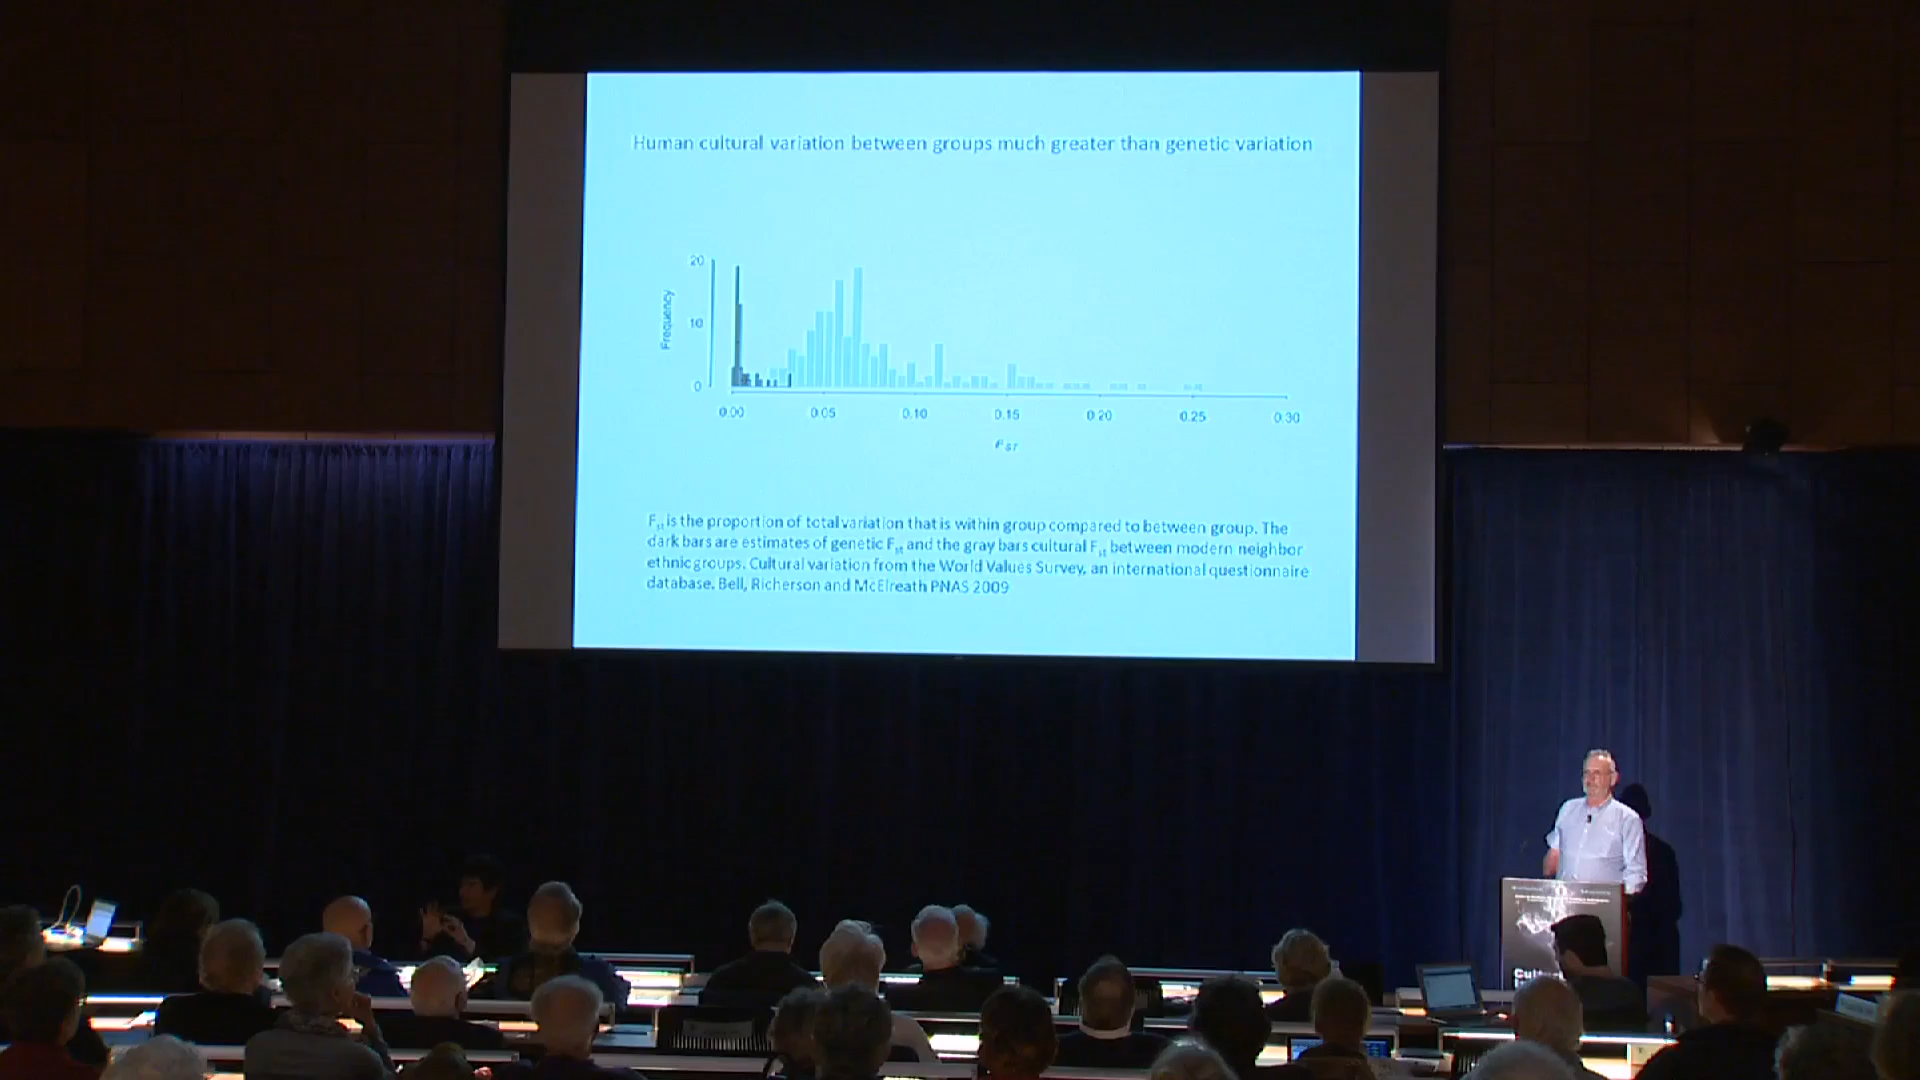 Human cultural variation between groups much greater than genetic variation
20
10
0
Frequency
0.00 0.05 0.10 0.15 0.20 0.25 0.30
FST
Fst is the proportion of total variation that is within group compared to between group. The
dark bars are estimates of genetic Fst and the gray bars cultural Fst between modern neighbor
ethnic groups. Cultural variation from the World Values Survey, an international questionnaire
database. Bell, Richerson and McElreath PNAS 2009